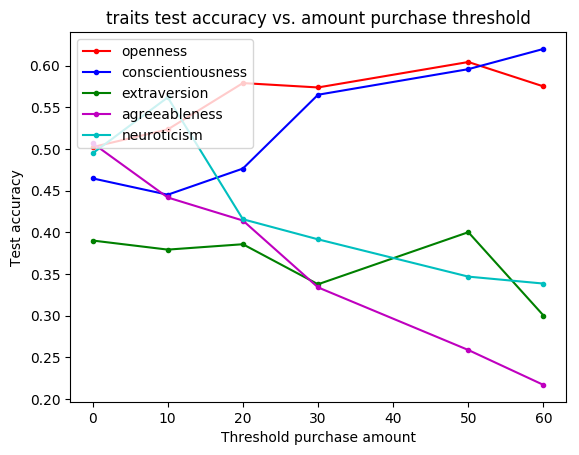 traits test accuracy vs. amount purchase threshold
openness
conscientiousness
extraversion
agreeableness
neuroticism
Test accuracy
0.60
0.55
0.50
0.45
0.40
0.35
0.30
0.25
0.20
0 10 20 30 40 50 60
Threshold purchase amount